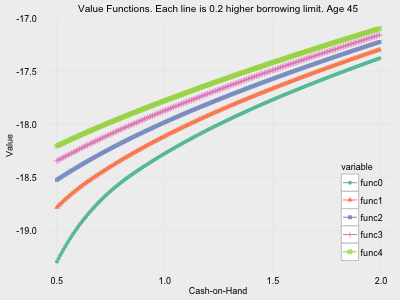 Value Functions. Each line is 0.2 higher borrowing limit. Age 45
-17.0
-17.5
-18.0
-18.5
-19.0
Value
0.5
1.0
1.5
2.0
Cash-on-Hand
variable
func0
func1
func2
func3
func4